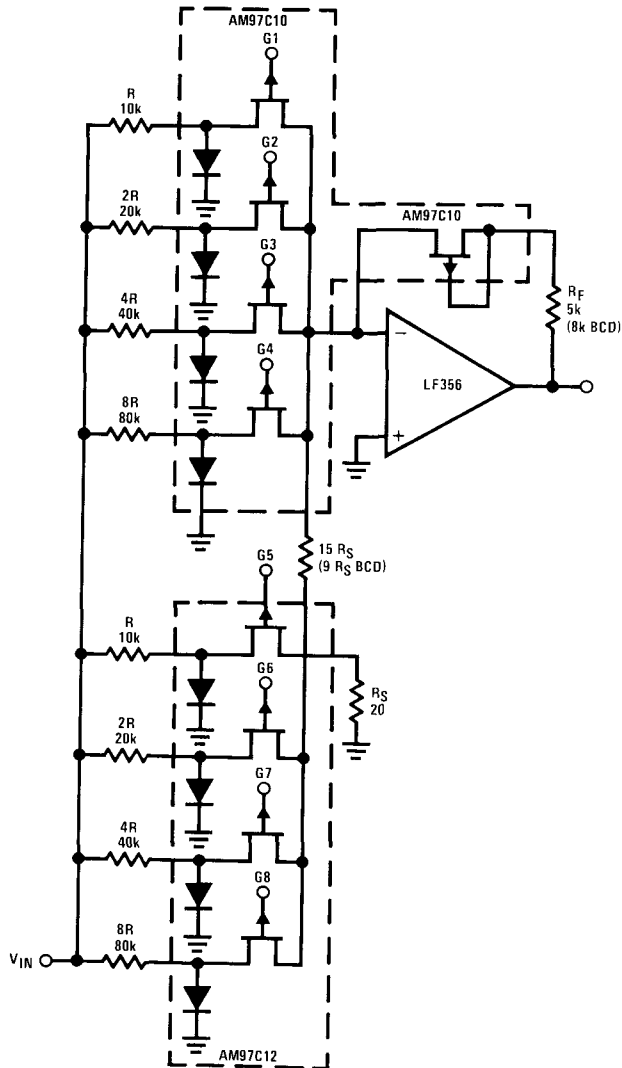 AM97C10
G1
R
10k
G2
2R
20k
G3
AM97C10
4R
40k
RF
5k
(8k BCD)
G4
−
LF356
8R
80k
+
15 RS
(9 RS BCD)
G5
R
10k
G6
RS
20
2R
20k
G7
4R
40k
G8
8R
80k
VIN
AM97C12